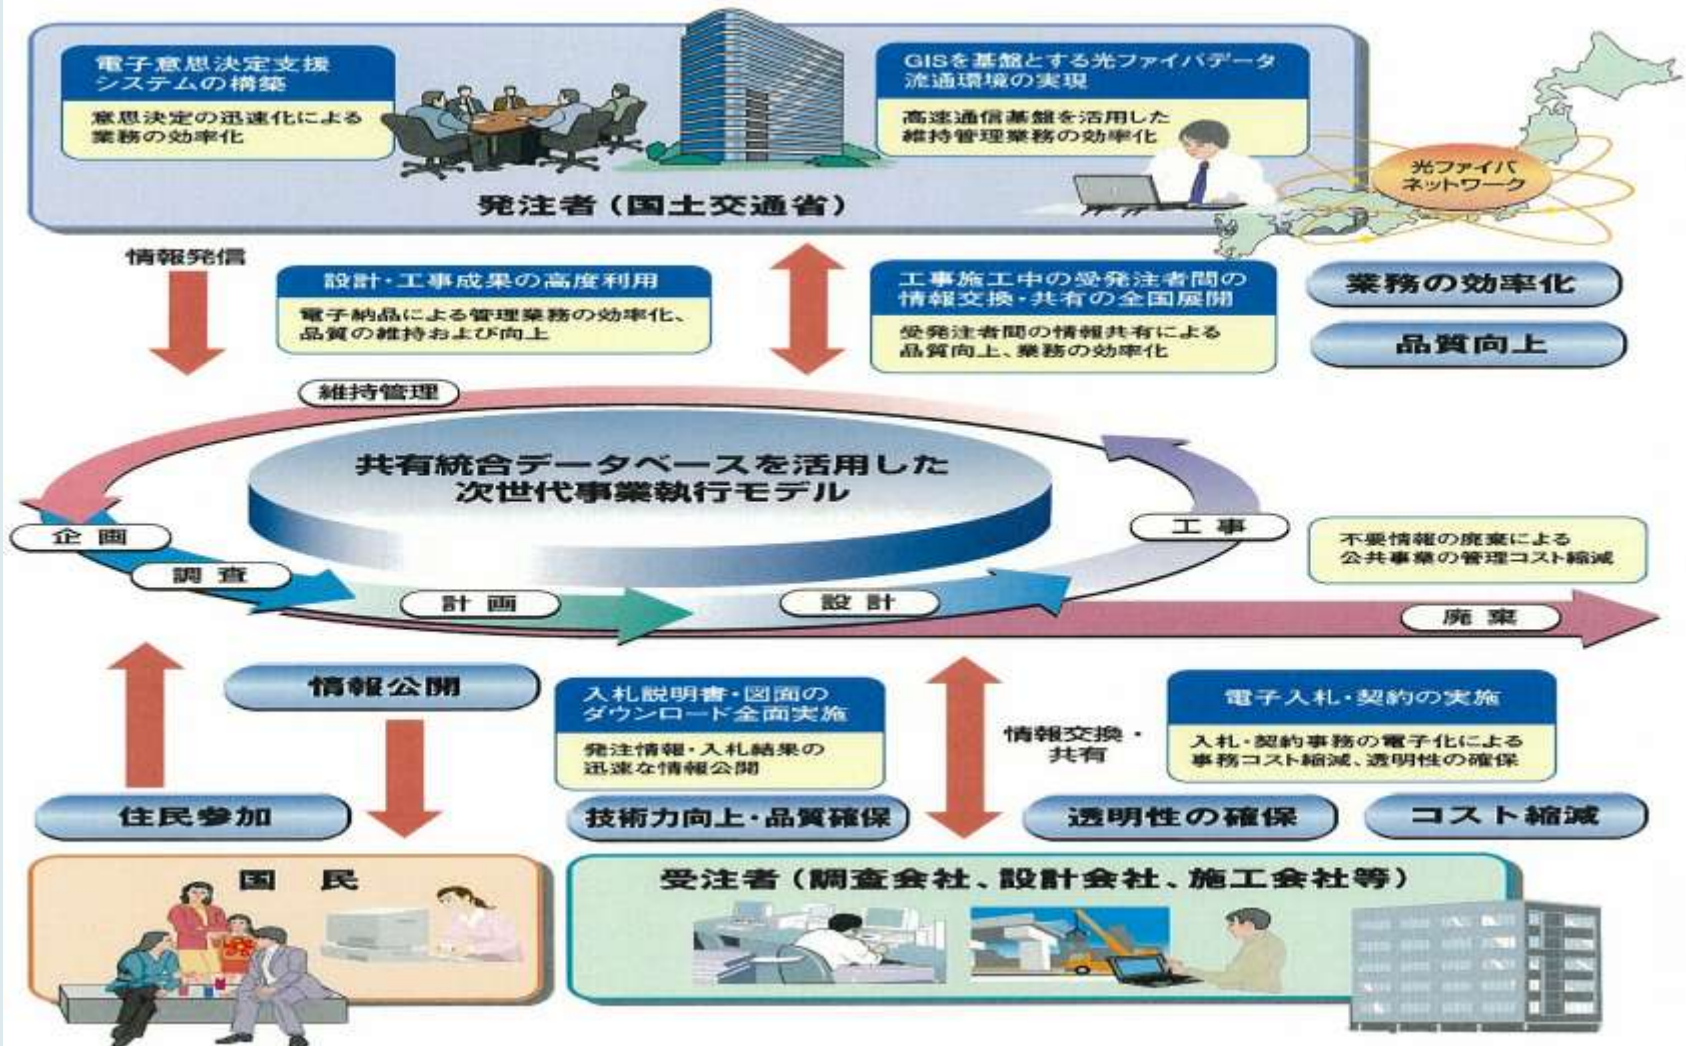 電子意思決定支援
システムの構築
意思決定の迅速化による
業務の効率化
GISを基盤とする光ファイバデータ
流通環境の実現
高速通信基盤を活用した
維持管理業務の効率化
光ファイバ
ネットワーク
発注者(国土交通省)
情報発信
設計・工事成果の高度利用
電子納品による管理業務の効率化、
品質の維持および向上
工事施工中の受発注者間の
情報交換・共有の全国展開
受発注者間の情報共有による
品質向上、業務の効率化
業務の効率化
品質向上
維持管理
共有統合データベースを活用した
次世代事業執行モデル
企画
調査
計画
設計
工事
不要情報の廃棄による
公共事業の管理コスト縮減
廃棄
情報公開
入札説明書・図面の
ダウンロード全面実施
発注情報・入札結果の
迅速な情報公開
情報交換・
共有
電子入札・契約の実施
入札・契約事務の電子化による
事務コスト縮減、透明性の確保
住民参加
技術力向上・品質確保
透明性の確保
コスト縮減
国民
受注者(調査会社、設計会社、施工会社等)